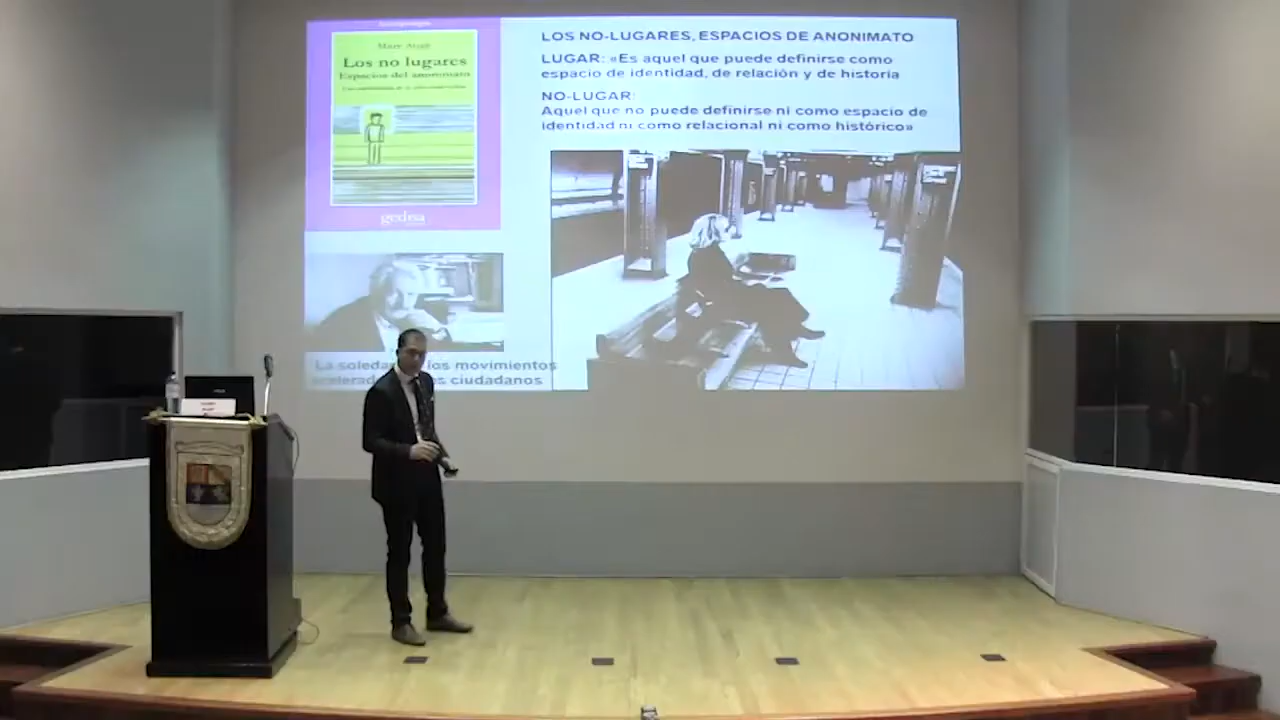 Marc Augé
Los no lugares
Espacios del anonimato
gedisa
LOS NO-LUGARES, ESPACIOS DE ANONIMATO
LUGAR: «Es aquel que puede definirse como
espacio de identidad, de relación y de historia
NO-LUGAR:
Aquel que no puede definirse ni como espacio de
identidad ni como relacional ni como histórico»
La soledad los movimientos
ciudadanos